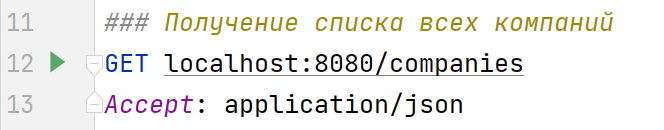 11 ### Получение списка всех компаний
12 GET localhost:8080/companies
13 Accept: application/json